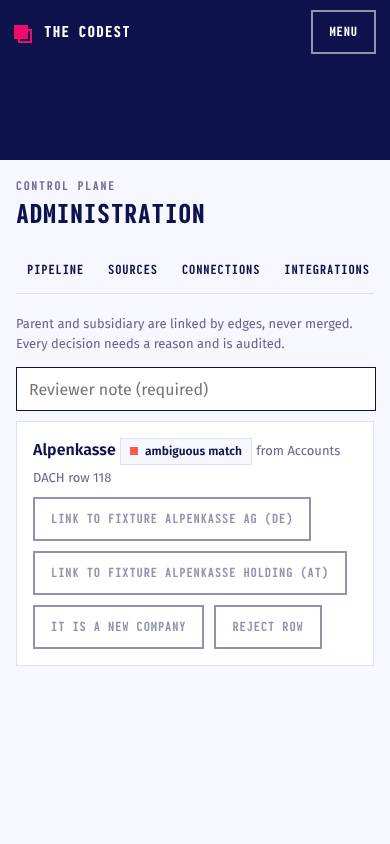 THE CODEST
MENU
CONTROL PLANE
ADMINISTRATION
PIPELINE SOURCES CONNECTIONS INTEGRATIONS
Parent and subsidiary are linked by edges, never merged.
Every decision needs a reason and is audited.
Reviewer note (required)
Alpenkasse ambiguous match from Accounts
DACH row 118
LINK TO FIXTURE ALPENKASSE AG (DE)
LINK TO FIXTURE ALPENKASSE HOLDING (AT)
IT IS A NEW COMPANY REJECT ROW